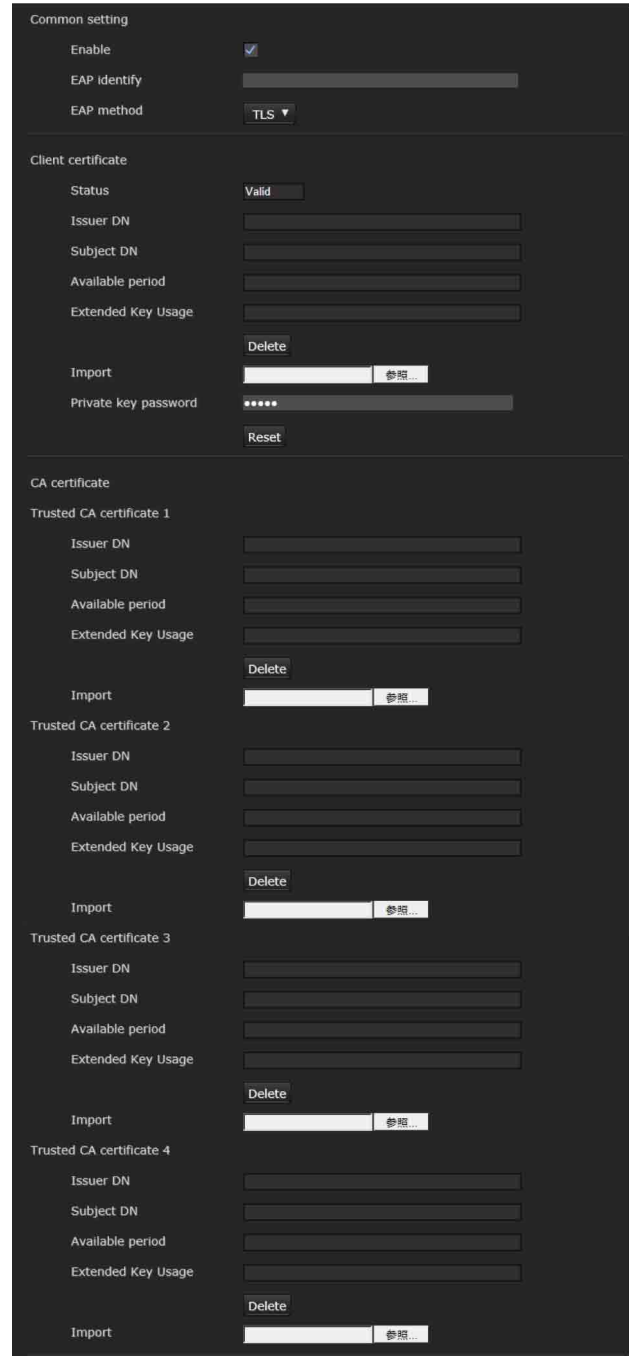 Common setting
Enable
EAP identify
EAP method TLS ▼
Client certificate
Status Valid
Issuer DN
Subject DN
Available period
Extended Key Usage
Delete
Import 参照...
Private key password •••••
Reset
CA certificate
Trusted CA certificate 1
Issuer DN
Subject DN
Available period
Extended Key Usage
Delete
Import 参照...
Trusted CA certificate 2
Issuer DN
Subject DN
Available period
Extended Key Usage
Delete
Import 参照...
Trusted CA certificate 3
Issuer DN
Subject DN
Available period
Extended Key Usage
Delete
Import 参照...
Trusted CA certificate 4
Issuer DN
Subject DN
Available period
Extended Key Usage
Delete
Import 参照...